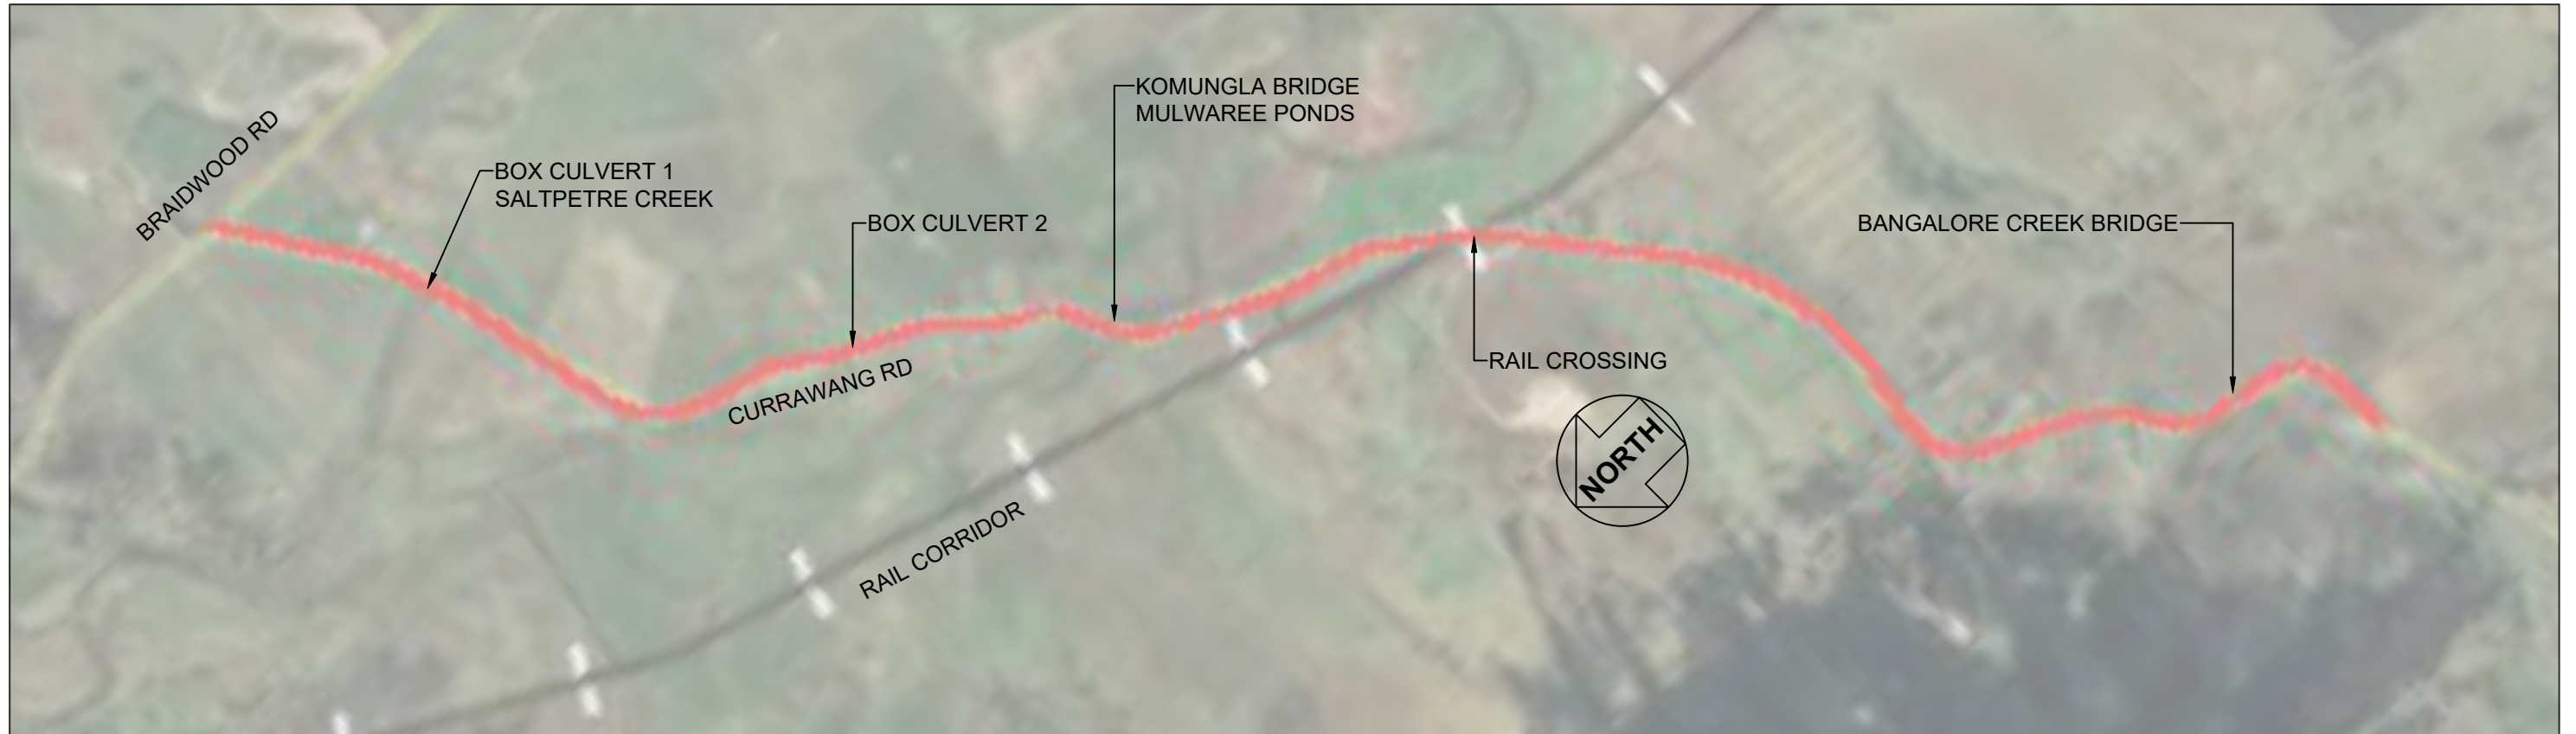 BRAIDWOOD RD
BOX CULVERT 1
SALTPETRE CREEK
BOX CULVERT 2
CURRAWANG RD
KOMUNGLA BRIDGE
MULWAREE PONDS
RAIL CORRIDOR
RAIL CROSSING
NORTH
BANGALORE CREEK BRIDGE